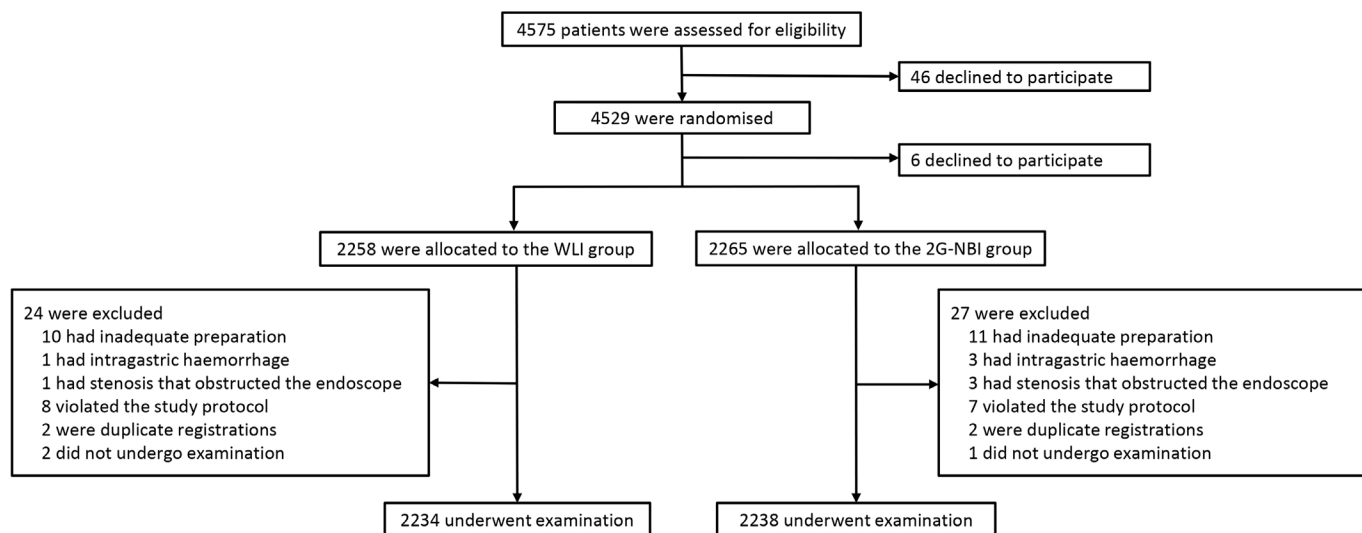 4575 patients were assessed for eligibility
46 declined to participate
4529 were randomised
6 declined to participate
2258 were allocated to the WLI group
2265 were allocated to the 2G-NBI group
24 were excluded
10 had inadequate preparation
1 had intragastric haemorrhage
1 had stenosis that obstructed the endoscope
8 violated the study protocol
2 were duplicate registrations
2 did not undergo examination
27 were excluded
11 had inadequate preparation
3 had intragastric haemorrhage
3 had stenosis that obstructed the endoscope
7 violated the study protocol
2 were duplicate registrations
1 did not undergo examination
2234 underwent examination
2238 underwent examination